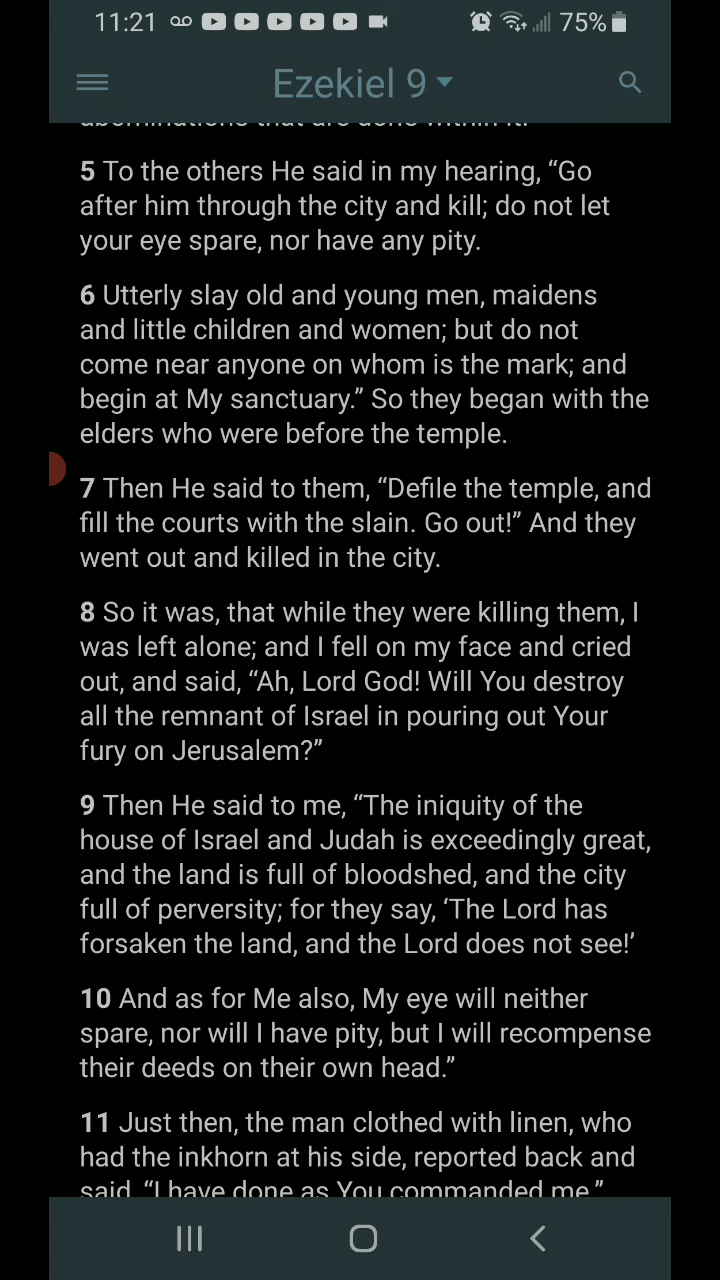 11:21 75%
Ezekiel 9
abominations that are done within it.
5 To the others He said in my hearing, “Go
after him through the city and kill; do not let
your eye spare, nor have any pity.
6 Utterly slay old and young men, maidens
and little children and women; but do not
come near anyone on whom is the mark; and
begin at My sanctuary.” So they began with the
elders who were before the temple.
7 Then He said to them, “Defile the temple, and
fill the courts with the slain. Go out!” And they
went out and killed in the city.
8 So it was, that while they were killing them, I
was left alone; and I fell on my face and cried
out, and said, “Ah, Lord God! Will You destroy
all the remnant of Israel in pouring out Your
fury on Jerusalem?”
9 Then He said to me, “The iniquity of the
house of Israel and Judah is exceedingly great,
and the land is full of bloodshed, and the city
full of perversity; for they say, ‘The Lord has
forsaken the land, and the Lord does not see!’
10 And as for Me also, My eye will neither
spare, nor will I have pity, but I will recompense
their deeds on their own head.”
11 Just then, the man clothed with linen, who
had the inkhorn at his side, reported back and
said, “I have done as You commanded me.”